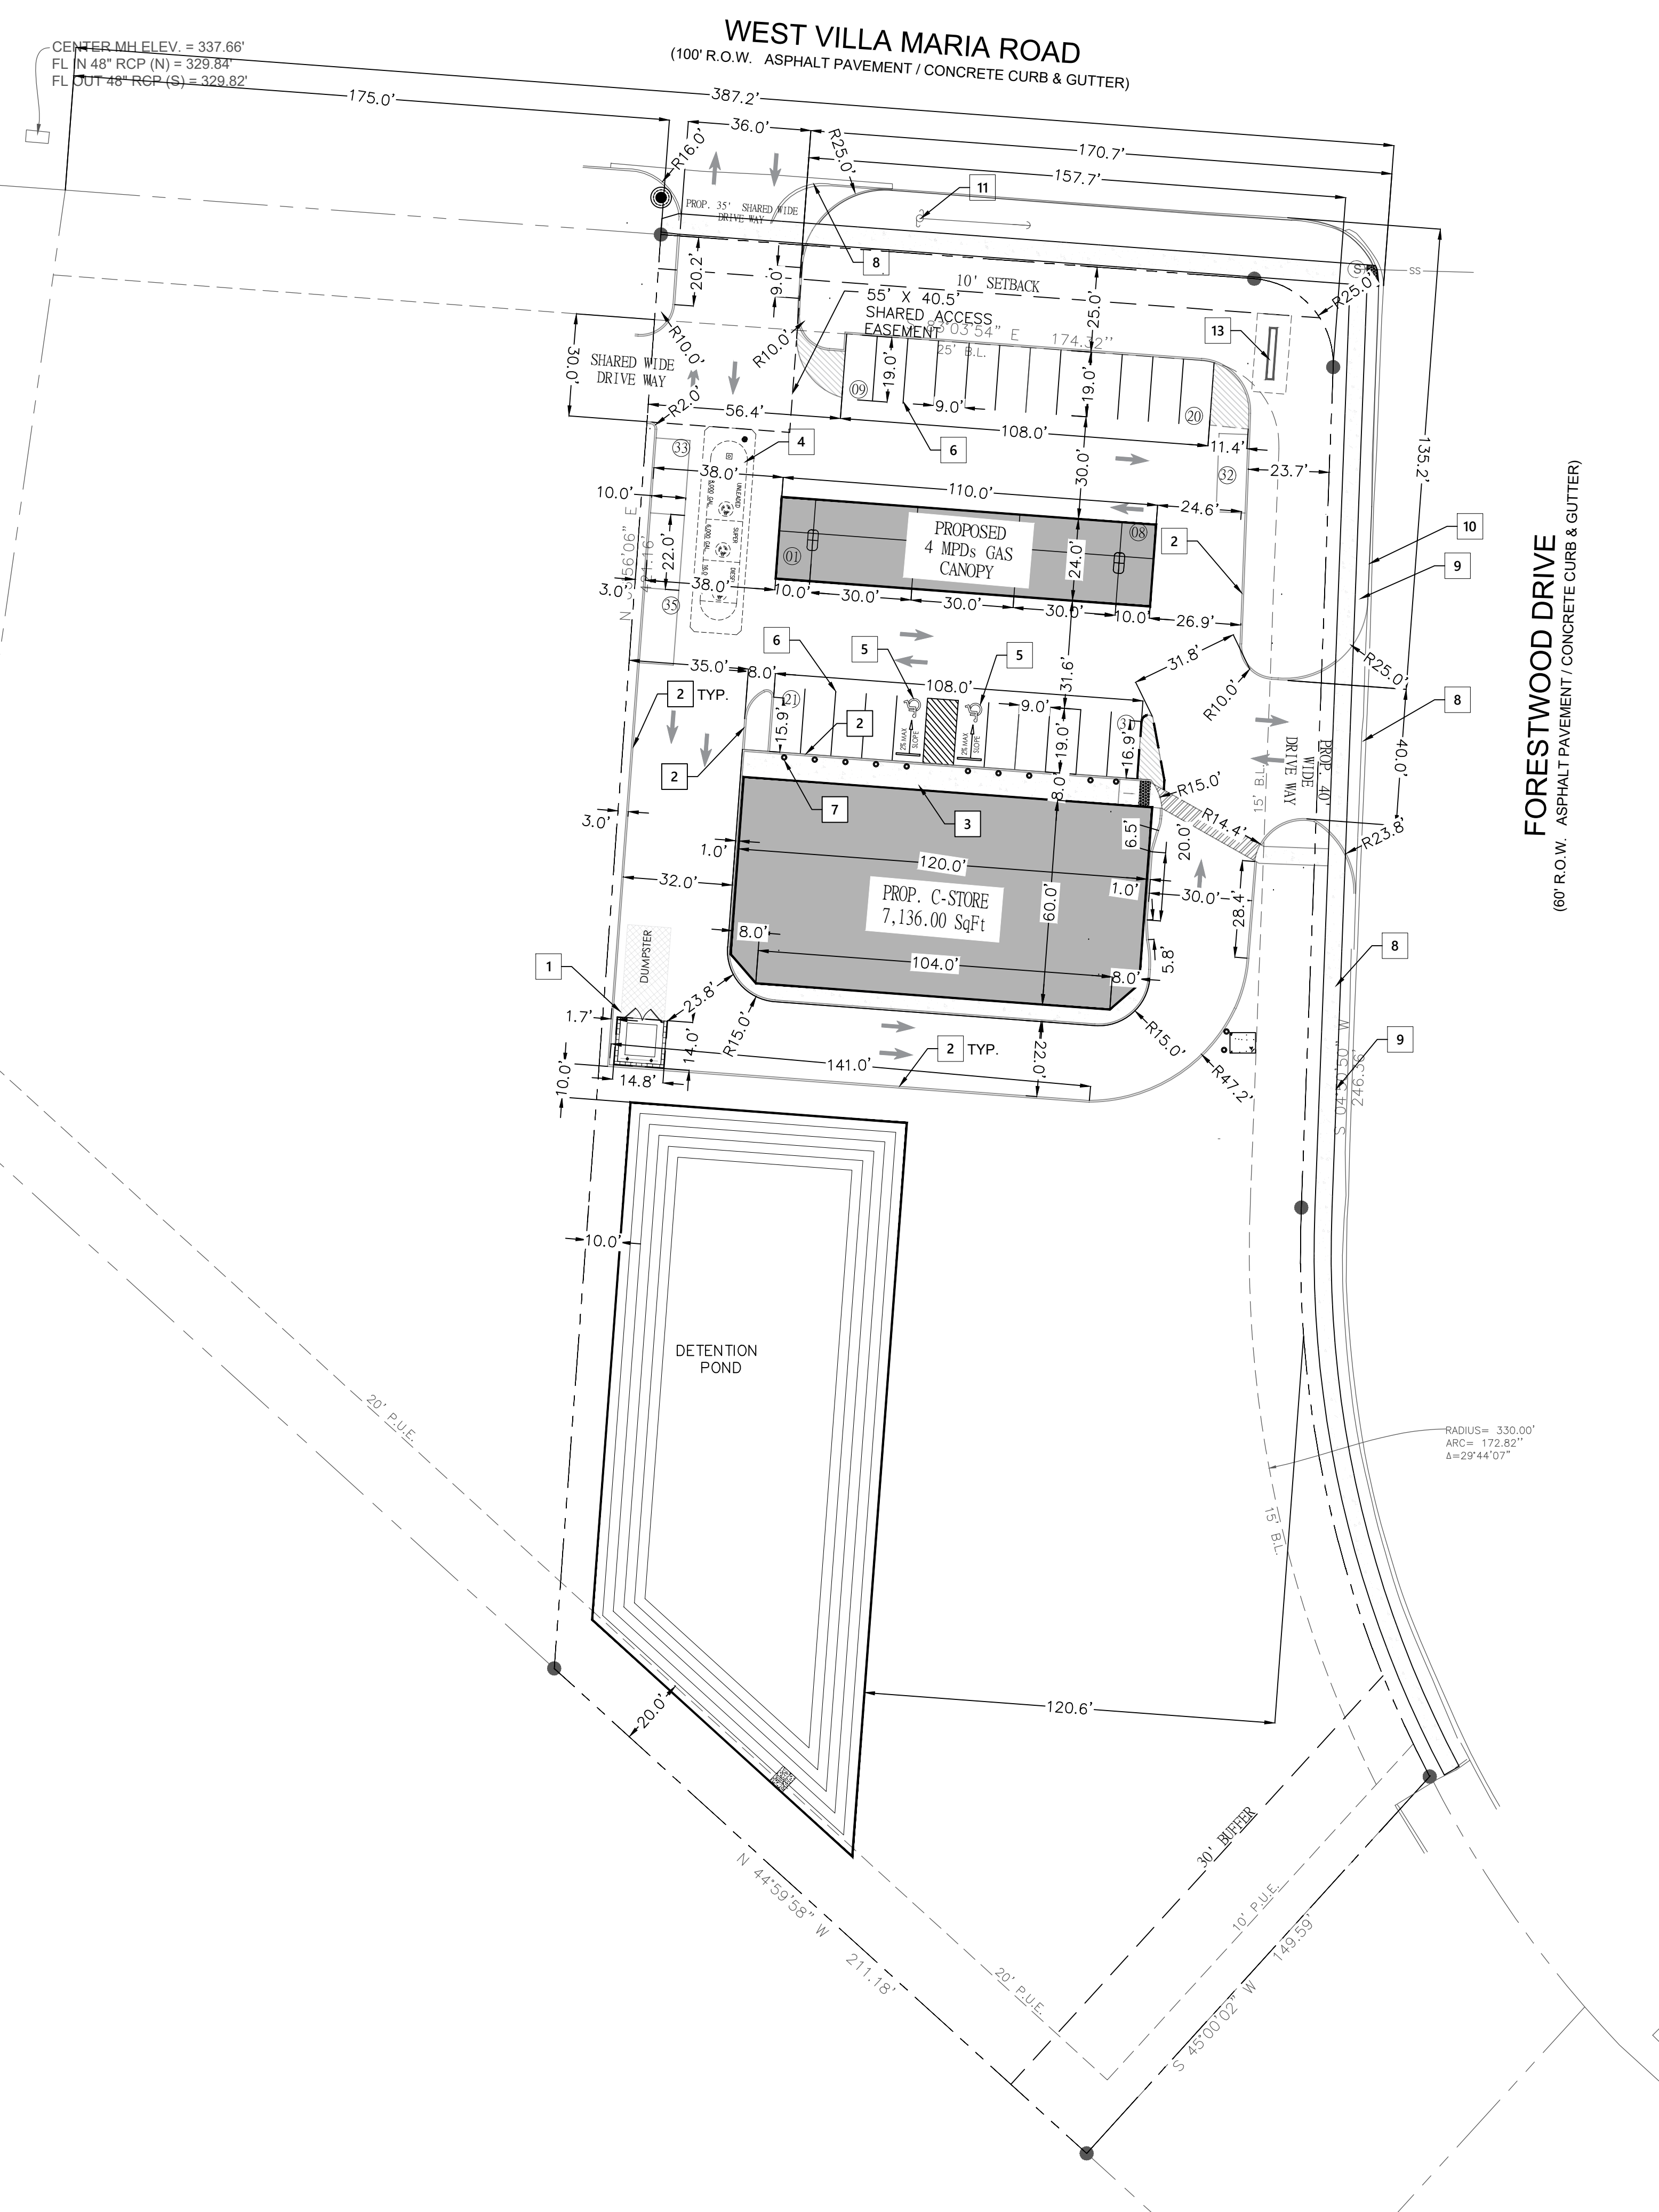 WEST VILLA MARIA ROAD
(100' R.O.W. ASPHALT PAVEMENT / CONCRETE CURB & GUTTER)
CENTER MH ELEV. = 337.66'
FL IN 48" RCP (N) = 329.84'
FL OUT 48" RCP (S) = 329.82'
175.0'
387.2'
36.0'
170.7'
157.7'
R16.0'
R25.0'
11
PROP. 35' SHARED WIDE
DRIVE WAY
8
20.2'
9.0'
10' SETBACK
25.0'
S
SS
R25.0'
55' X 40.5'
SHARED ACCESS
EASEMENT
83°03'54" E 174.32"
25' B.L.
13
R10.0'
R10.0'
30.0'
SHARED WIDE
DRIVE WAY
09
19.0'
19.0'
9.0'
20
R2.0'
56.4'
108.0'
6
11.4'
135.2'
33
4
38.0'
30.0'
32
23.7'
10.0'
110.0'
24.6'
UNLEADED
SUPER
22.0'
01
PROPOSED
4 MPDs GAS
CANOPY
24.0'
08
2
10
9
3.0'
38.0'
10.0'
30.0'
30.0'
30.0'
10.0'
26.9'
35
6
5
5
31.8'
31.6'
R25.0'
35.0'
8.0'
108.0'
R10.0'
2 TYP.
21
15.9'
2
2% MAX
SLOPE
2% MAX
SLOPE
9.0'
19.0'
16.9'
8
40.0'
PROP. 40'
WIDE
DRIVE WAY
15' B.L.
FORESTWOOD DRIVE
(60' R.O.W. ASPHALT PAVEMENT / CONCRETE CURB & GUTTER)
2
7
3
8.0'
R15.0'
R14.4'
R23.8'
3.0'
1.0'
120.0'
6.5'
20.0'
32.0'
PROP. C-STORE
7,136.00 SqFt
60.0'
1.0'
30.0'
28.4'
8.0'
104.0'
8.0'
5.8'
DUMPSTER
1
8
23.8'
1.7'
R15.0'
14.0'
141.0'
2 TYP.
22.0'
R15.0'
R47.2'
9
246.36'
10.0'
14.8'
10.0'
DETENTION
POND
20' P.U.E.
RADIUS= 330.00'
ARC= 172.82"
Δ=29°44'07"
15' B.L.
20.0'
120.6'
30' BUFFER
N 44°59'58" W 211.18'
10' P.U.E.
20' P.U.E.
S 45°00'02" W 149.59'